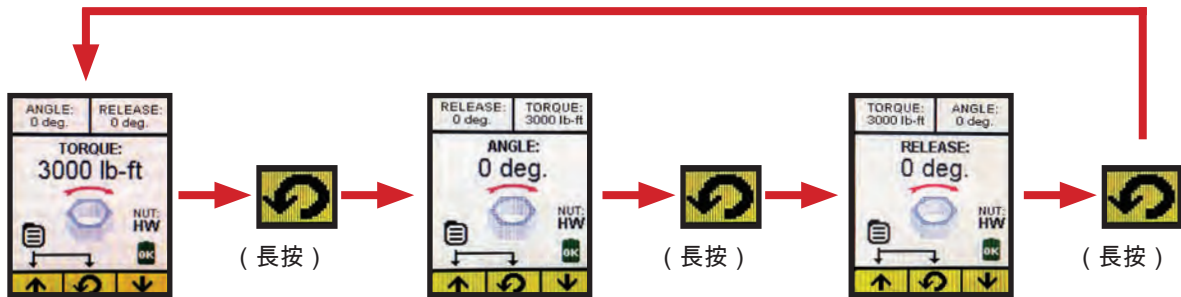 ANGLE:
0 deg.
RELEASE:
0 deg.
TORQUE:
3000 lb-ft
NUT:
HW
OK
(長按)
RELEASE:
0 deg.
TORQUE:
3000 lb-ft
ANGLE:
0 deg.
NUT:
HW
OK
(長按)
TORQUE:
3000 lb-ft
ANGLE:
0 deg.
RELEASE:
0 deg.
NUT:
HW
OK
(長按)